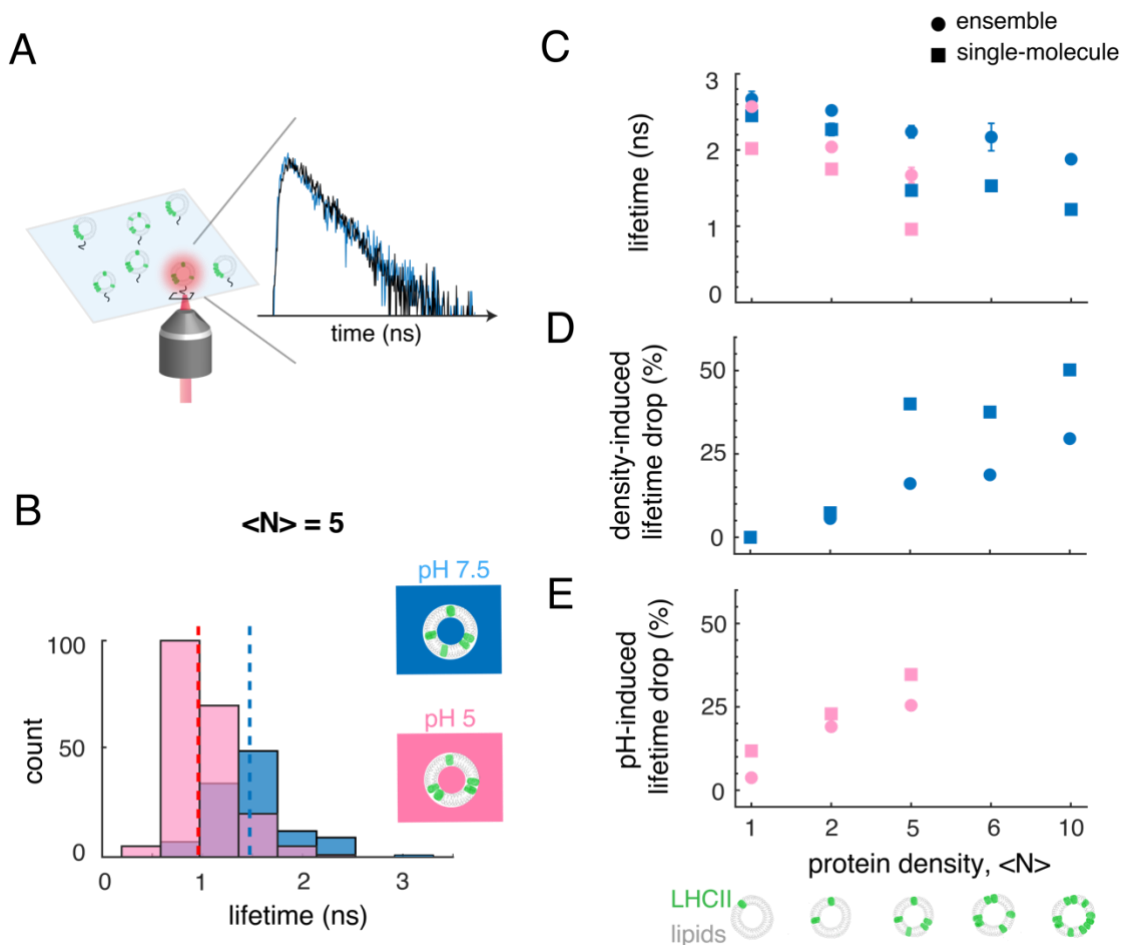 A
time (ns)
B
<N> = 5
pH 7.5
pH 5
count
100
50
0
0
1
2
3
lifetime (ns)
ensemble
single-molecule
C
lifetime (ns)
3
2
1
0
D
density-induced
lifetime drop (%)
50
25
0
E
pH-induced
lifetime drop (%)
50
25
0
1
2
5
6
10
protein density, <N>
LHCII
lipids